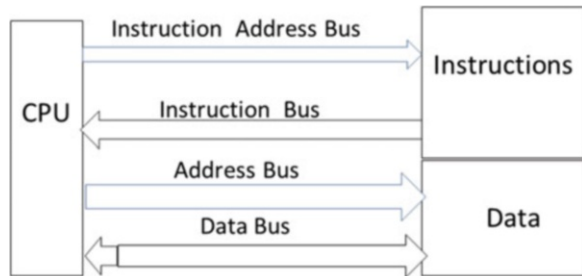 Instruction Address Bus
Instructions
CPU
Instruction Bus
Address Bus
Data Bus
Data